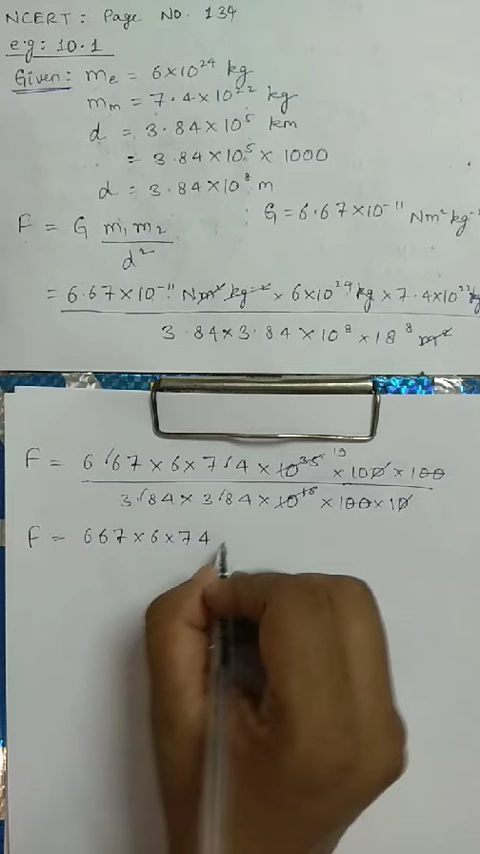 NCERT: Page No. 134
e.g: 10.1
Given: me = 6×10²⁴ kg
mm = 7.4×10²² kg
d = 3.84×10⁵ km
= 3.84×10⁵ × 1000
d = 3.84×10⁸ m
G = 6.67×10⁻¹¹ Nm² kg⁻
F = G m₁m₂ / d²
= 6.67×10⁻¹¹ Nm² kg⁻² × 6×10²⁴ kg × 7.4×10²² kg
3.84×3.84×10⁸ × 10⁸ m²
F = 6.67×6×7.4×10³⁵ ¹⁹ ×100×100
3.84×3.84×10¹⁶ ×100×10
F = 667×6×74